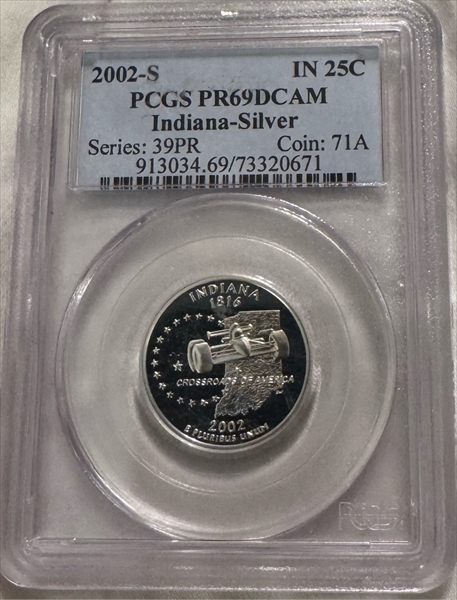 2002-S IN 25C
PCGS PR69DCAM
Indiana-Silver
Series: 39PR Coin: 71A
913034.69/73320671
INDIANA
1816
CROSSROADS OF AMERICA
2002
E PLURIBUS UNUM
PCGS